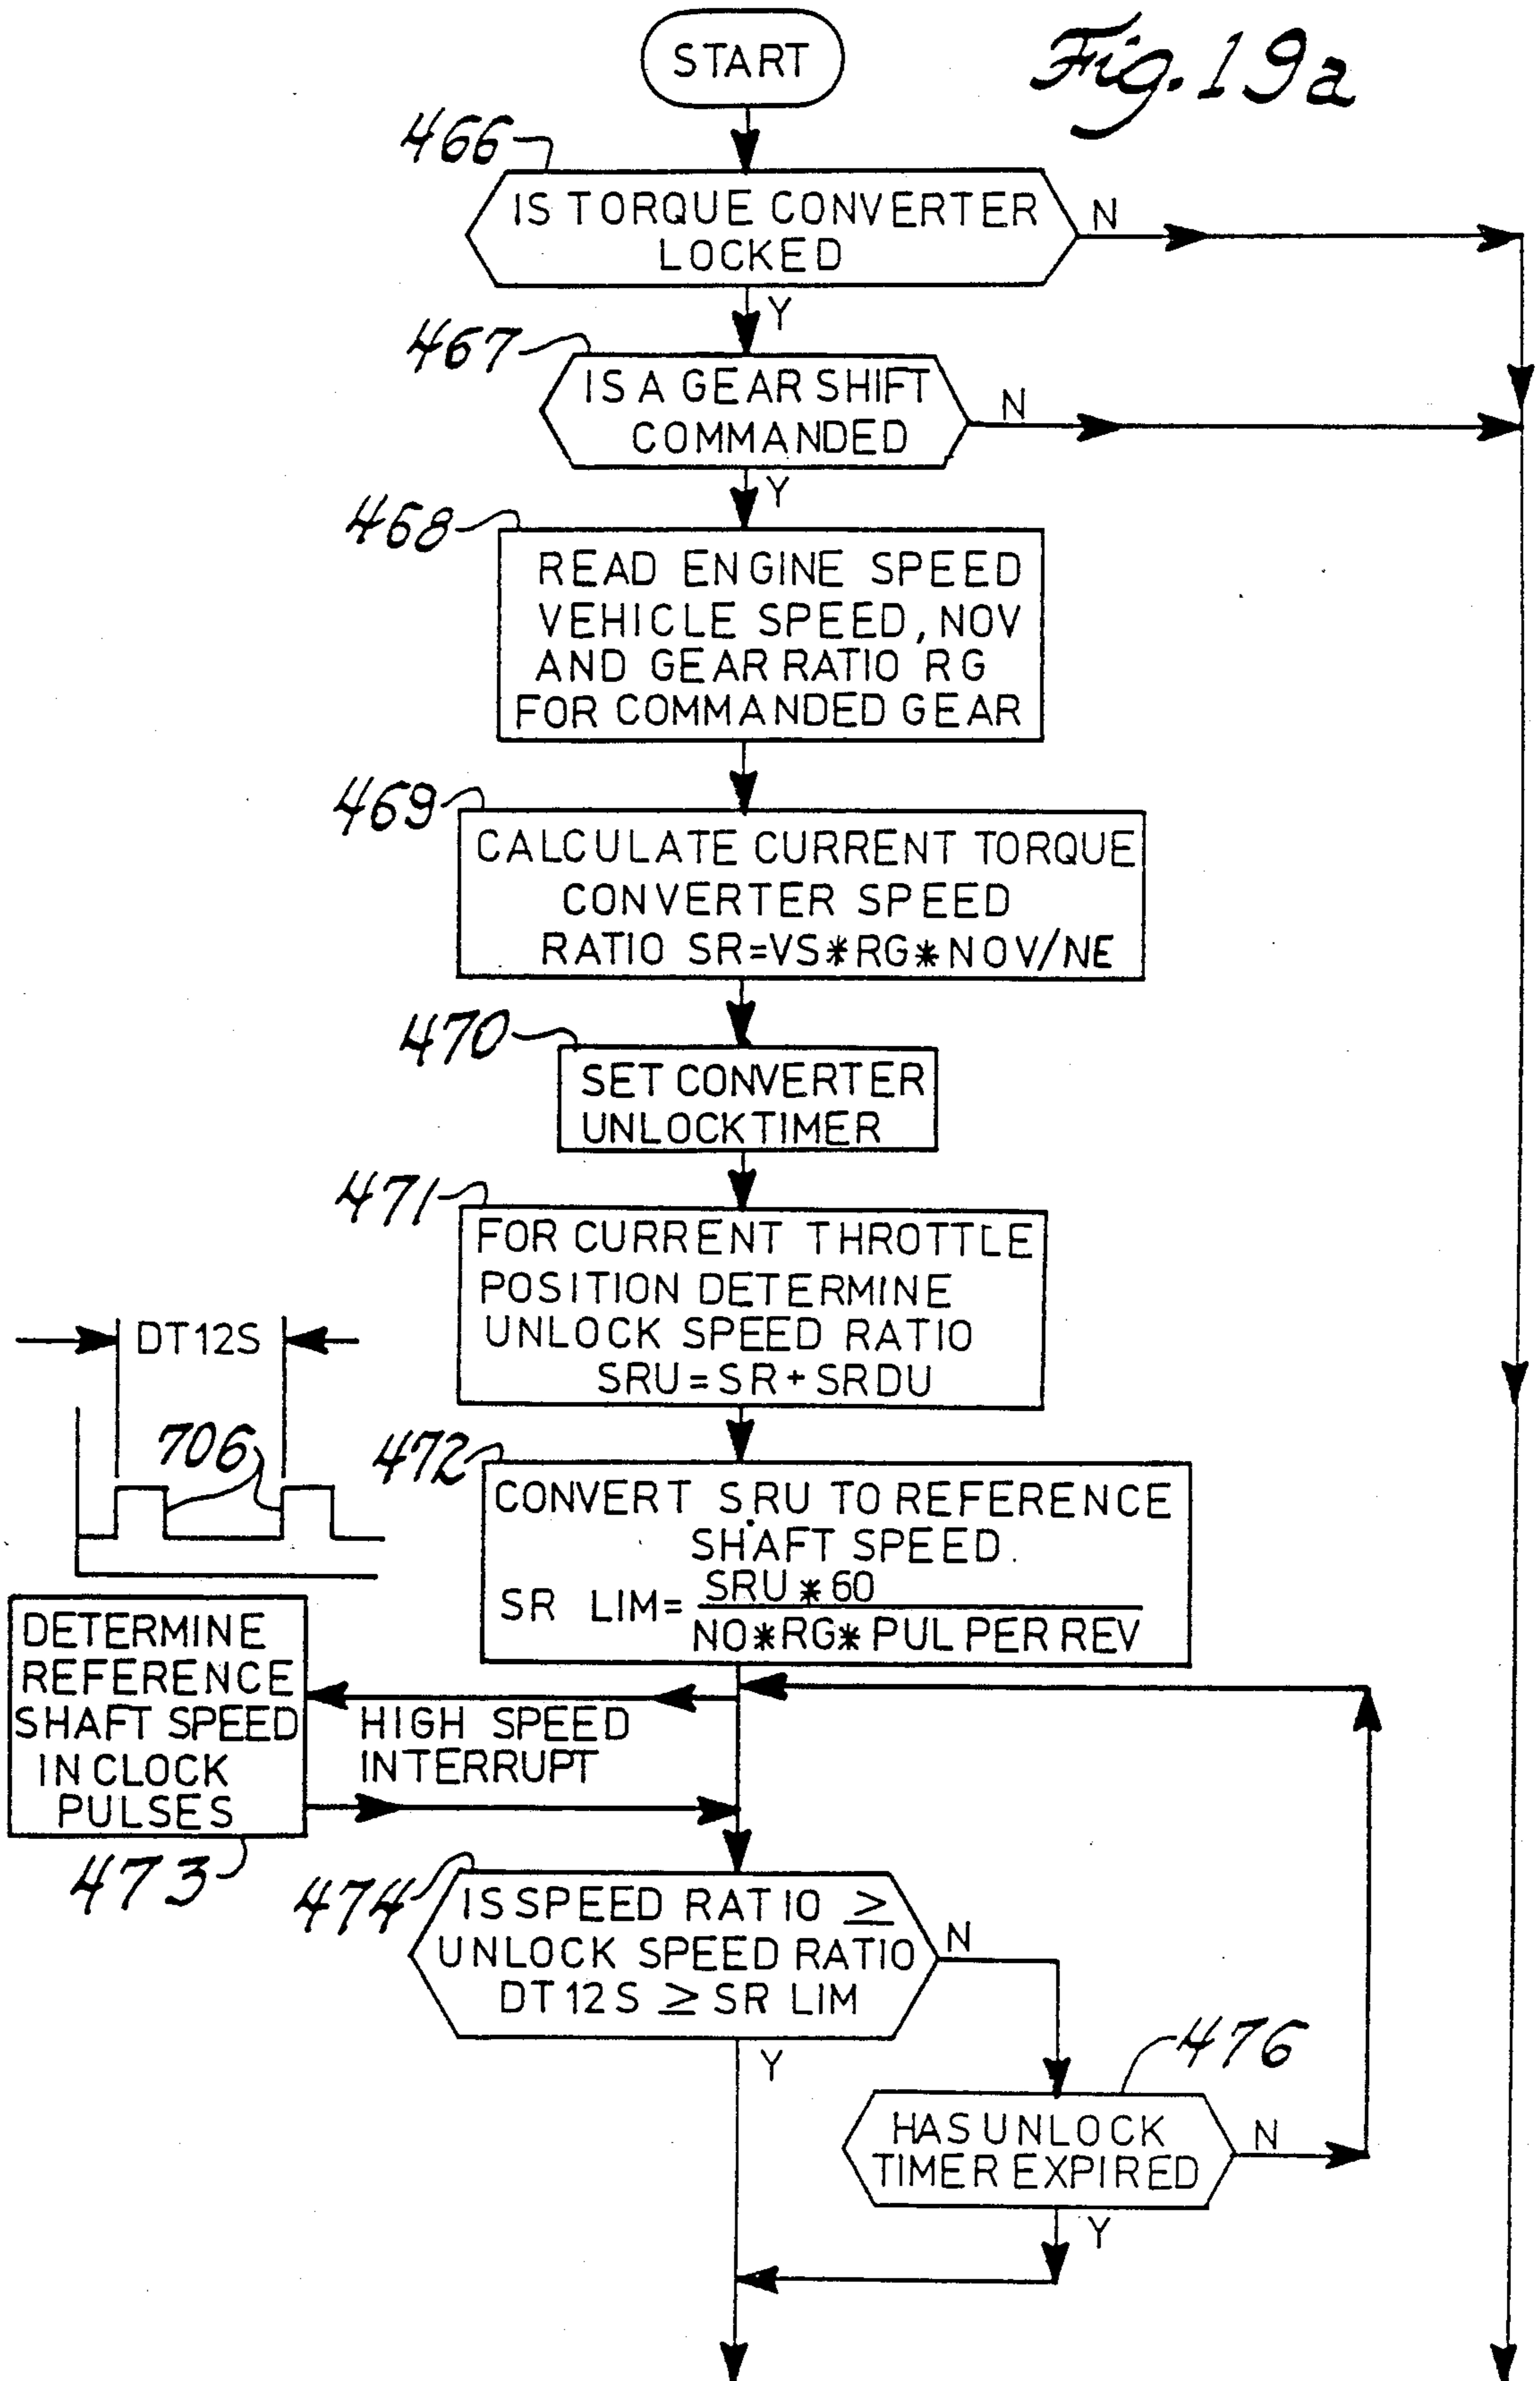 START
Fig. 19a
466
IS TORQUE CONVERTER
LOCKED
N
Y
467
IS A GEAR SHIFT
COMMANDED
N
Y
468
READ ENGINE SPEED
VEHICLE SPEED, NOV
AND GEAR RATIO RG
FOR COMMANDED GEAR
469
CALCULATE CURRENT TORQUE
CONVERTER SPEED
RATIO SR=VS*RG*NOV/NE
470
SET CONVERTER
UNLOCK TIMER
471
FOR CURRENT THROTTLE
POSITION DETERMINE
UNLOCK SPEED RATIO
SRU=SR+SRDU
DT12S
706
472
CONVERT SRU TO REFERENCE
SHAFT SPEED.
SR LIM= SRU*60
NO*RG*PUL PER REV
DETERMINE
REFERENCE
SHAFT SPEED
IN CLOCK
PULSES
HIGH SPEED
INTERRUPT
473
474
IS SPEED RATIO ≥
UNLOCK SPEED RATIO
DT12S ≥ SR LIM
N
Y
476
HAS UNLOCK
TIMER EXPIRED
N
Y